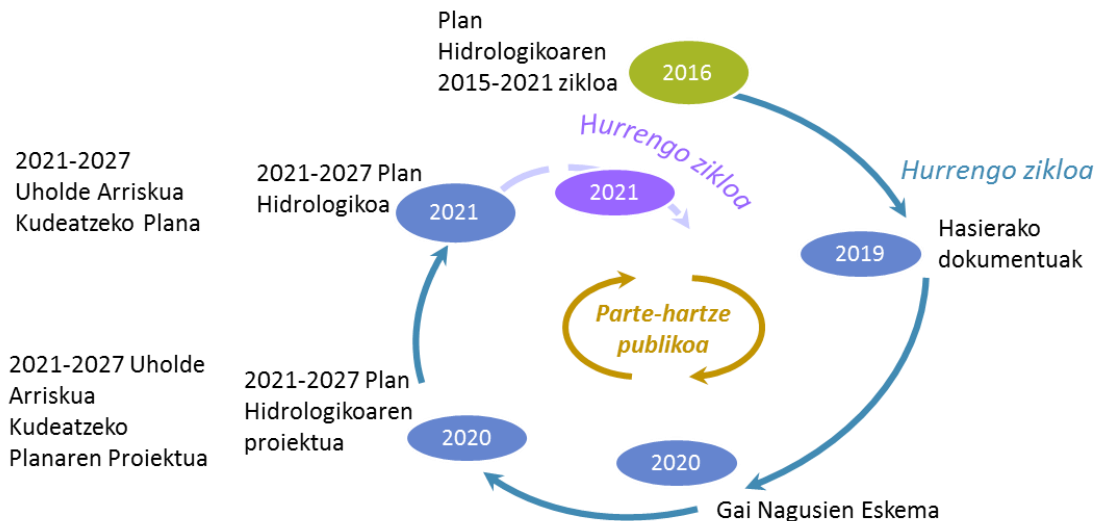 Plan
Hidrologikoaren
2015-2021 zikloa
2016
Hurrengo zikloa
Hurrengo zikloa
2019
Hasierako
dokumentuak
2020
Gai Nagusien Eskema
2021-2027 Plan
Hidrologikoaren
proiektua
2020
2021-2027 Uholde
Arriskua
Kudeatzeko
Planaren Proiektua
2021-2027 Plan
Hidrologikoa
2021
2021-2027
Uholde Arriskua
Kudeatzeko Plana
2021
Parte-hartze
publikoa